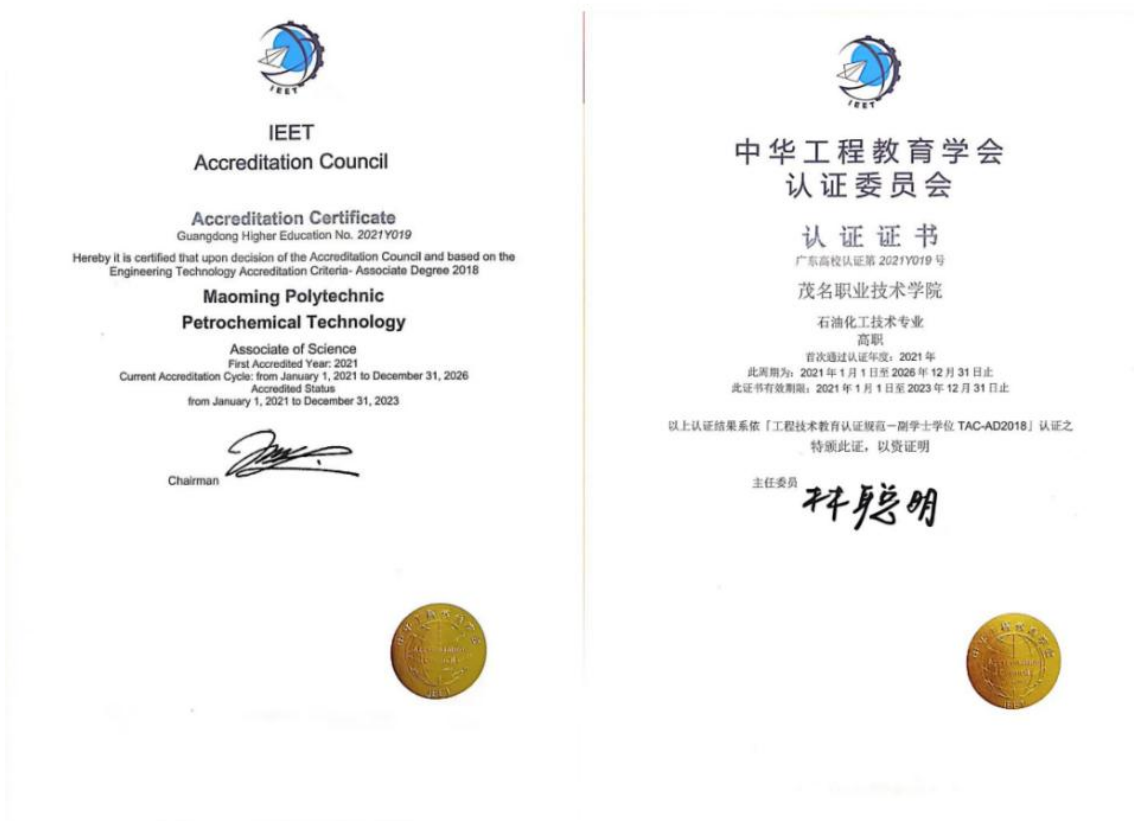 IEET
IEET
Accreditation Council
Accreditation Certificate
Guangdong Higher Education No. 2021Y019
Hereby it is certified that upon decision of the Accreditation Council and based on the
Engineering Technology Accreditation Criteria- Associate Degree 2018
Maoming Polytechnic
Petrochemical Technology
Associate of Science
First Accredited Year: 2021
Current Accreditation Cycle: from January 1, 2021 to December 31, 2026
Accredited Status
from January 1, 2021 to December 31, 2023
Chairman
IEET
IEET
中华工程教育学会
认证委员会
认证证书
广东高校认证第 2021Y019 号
茂名职业技术学院
石油化工技术专业
高职
首次通过认证年度：2021 年
此周期为：2021 年 1 月 1 日至 2026 年 12 月 31 日止
此证书有效期限：2021 年 1 月 1 日至 2023 年 12 月 31 日止
以上认证结果系依「工程技术教育认证规范－副学士学位 TAC-AD2018」认证之
特颁此证，以资证明
主任委员
林聪明